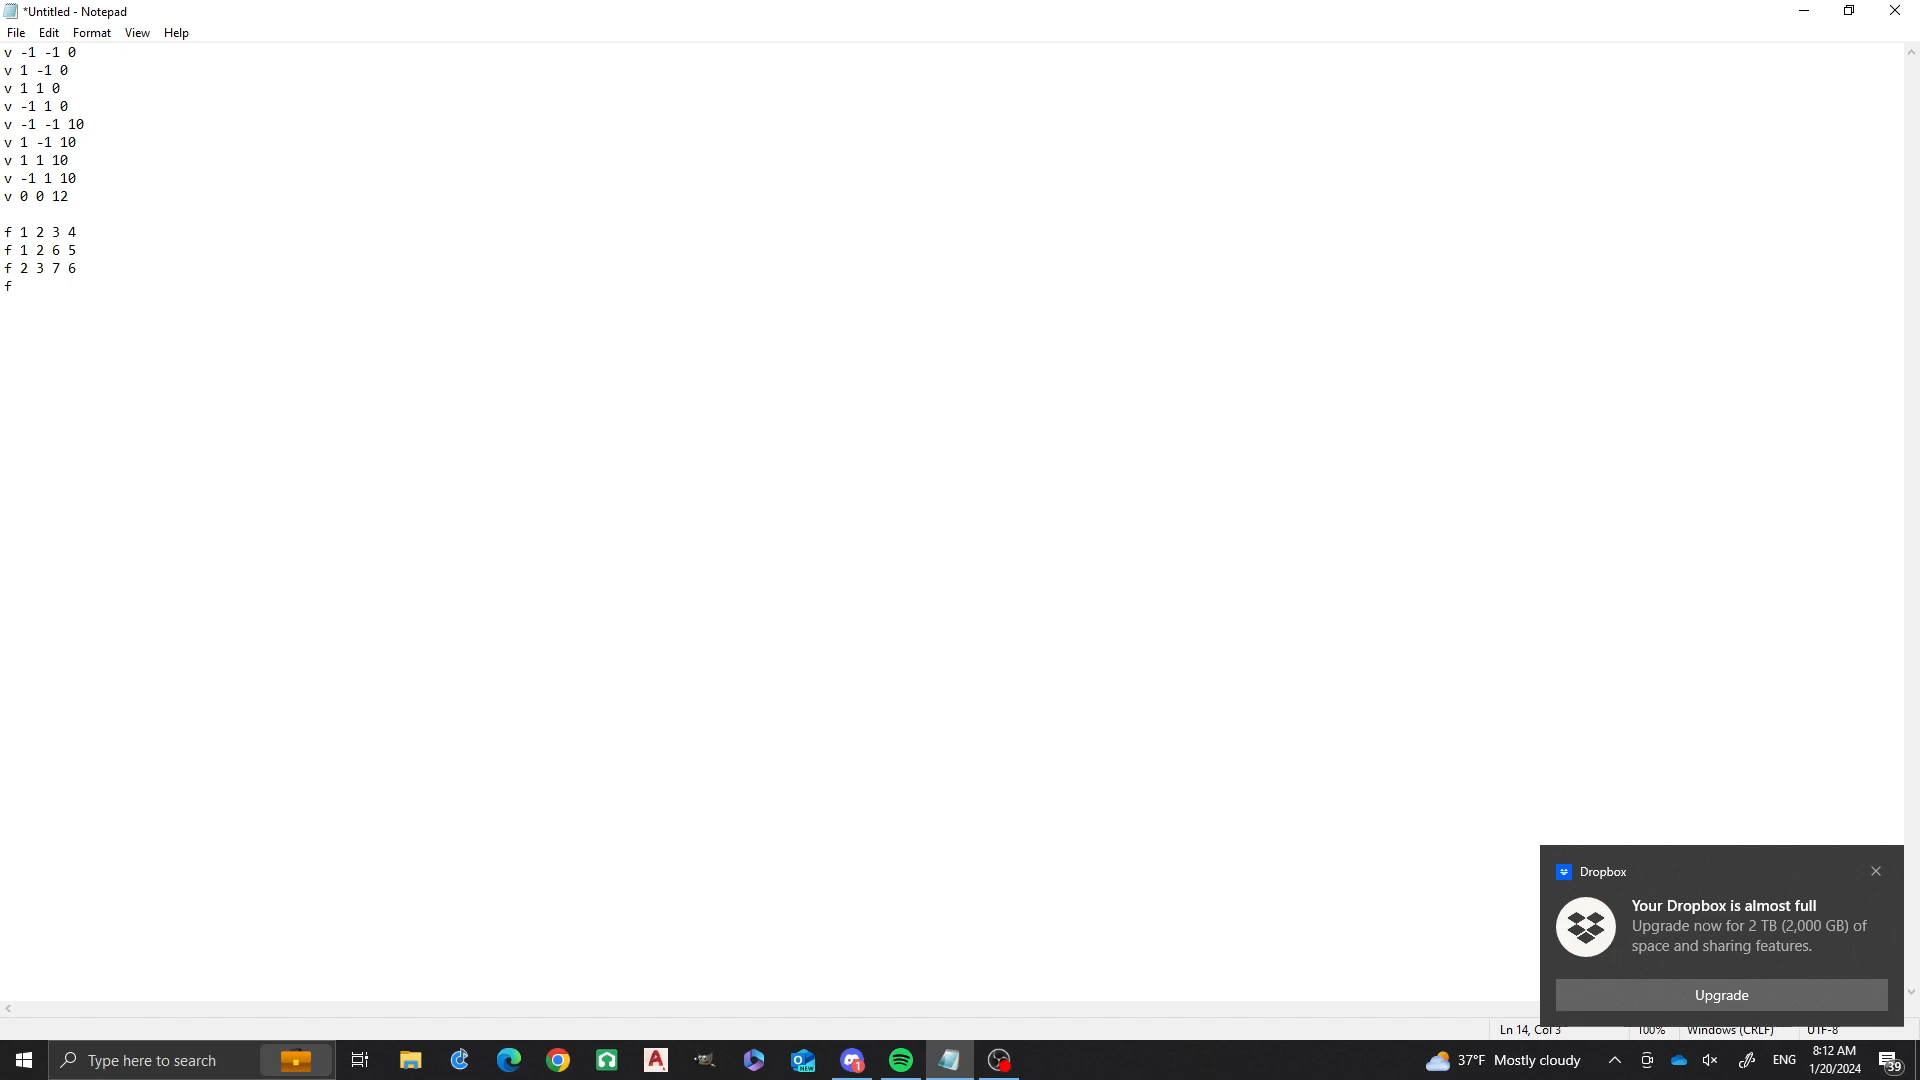 *Untitled - Notepad
File Edit Format View Help
v -1 -1 0
v 1 -1 0
v 1 1 0
v -1 1 0
v -1 -1 10
v 1 -1 10
v 1 1 10
v -1 1 10
v 0 0 12
f 1 2 3 4
f 1 2 6 5
f 2 3 7 6
f
Dropbox
Your Dropbox is almost full
Upgrade now for 2 TB (2,000 GB) of
space and sharing features.
Upgrade
Ln 14, Col 3 100% Windows (CRLF) UTF-8
Type here to search
A
NEW
1
37°F Mostly cloudy
ENG
8:12 AM
1/20/2024
39